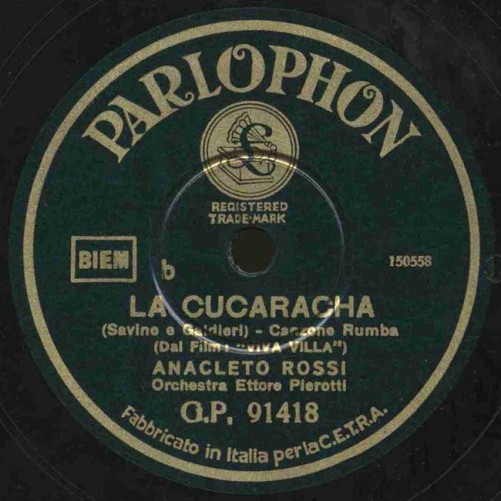 PARLOPHON
REGISTERED
TRADE-MARK
BIEM
b
150558
LA CUCARACHA
(Savino e Galdieri) - Canzone Rumba
(Dal Film: "VIVA VILLA")
ANACLETO ROSSI
Orchestra Ettore Pierotti
G.P. 91418
Fabbricato in Italia per la C.E.T.R.A.